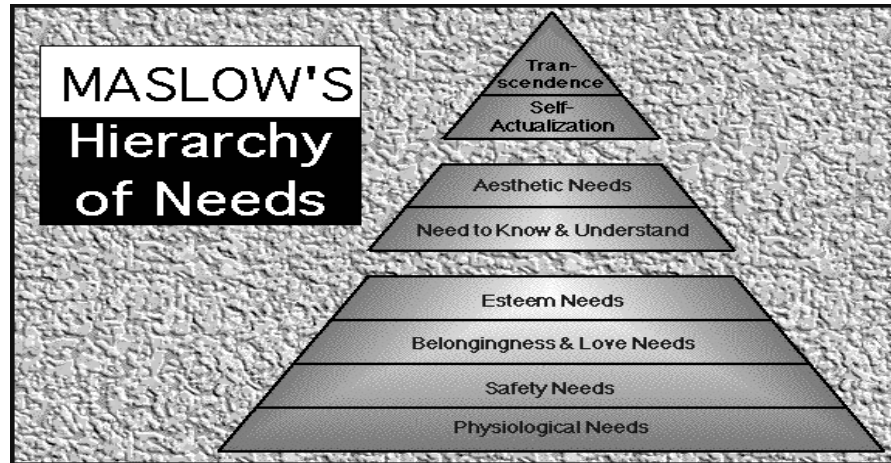 MASLOW'S
Hierarchy
of Needs
Tran-
scendence
Self-
Actualization
Aesthetic Needs
Need to Know & Understand
Esteem Needs
Belongingness & Love Needs
Safety Needs
Physiological Needs